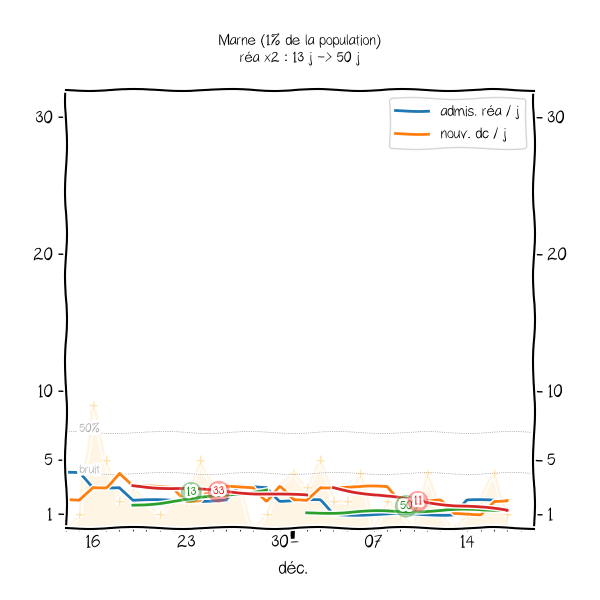 Marne (1% de la population)
réa x2 : 13 j -> 50 j
admis. réa / j
nouv. dc / j
30 30
20 20
10 10
50%
5 5
bruit
13 33
50 11
1 1
16 23 30 07 14
déc.